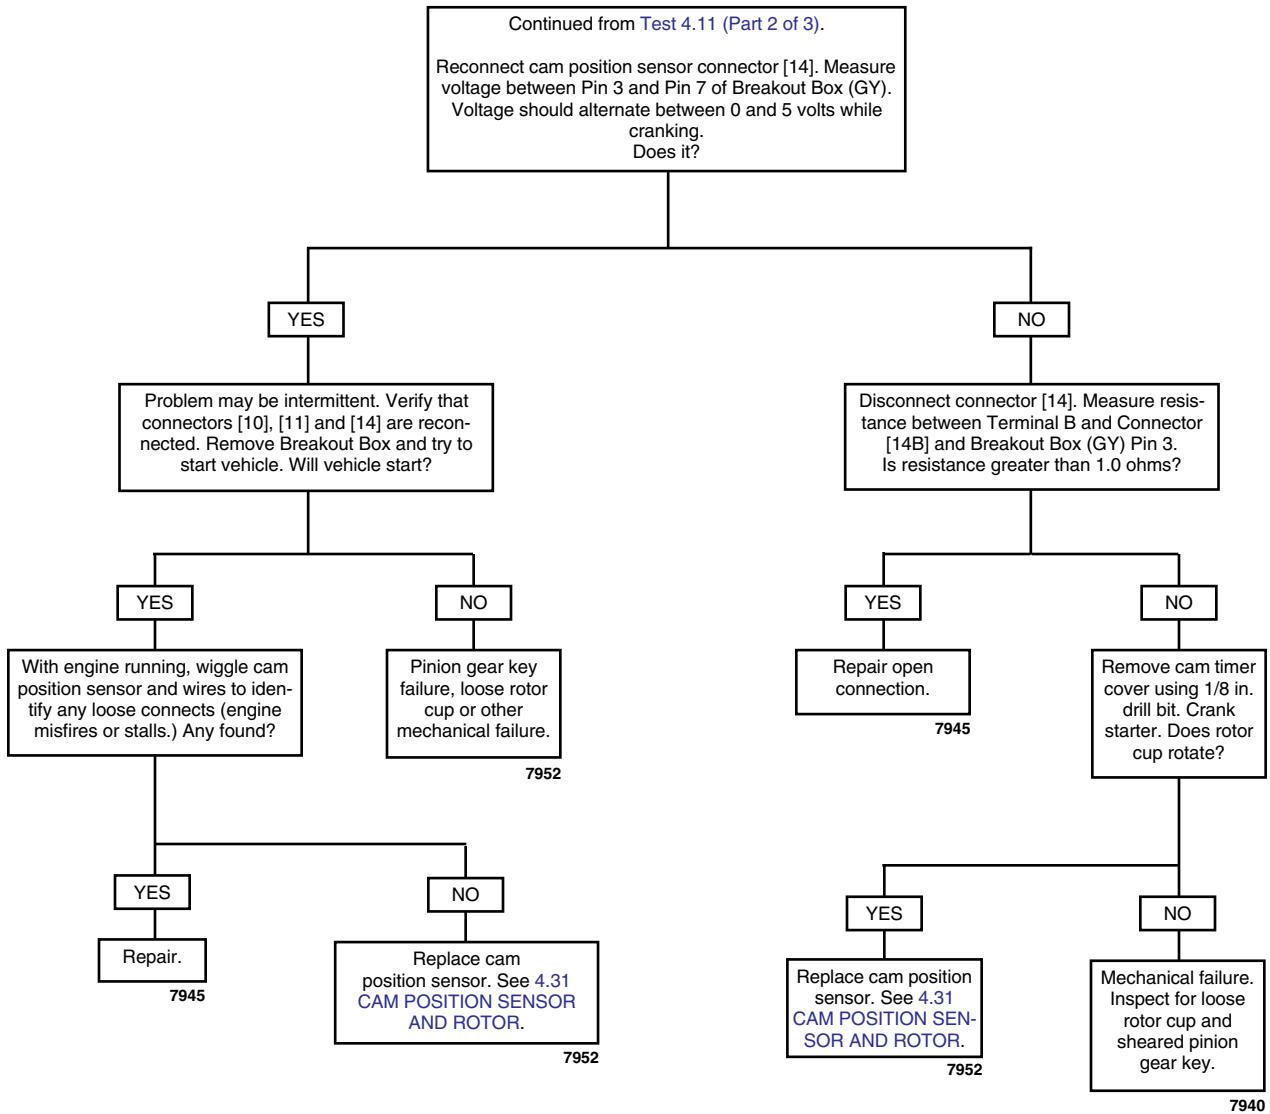 Continued from Test 4.11 (Part 2 of 3).
Reconnect cam position sensor connector [14]. Measure
voltage between Pin 3 and Pin 7 of Breakout Box (GY).
Voltage should alternate between 0 and 5 volts while
cranking.
Does it?
YES
NO
Problem may be intermittent. Verify that
connectors [10], [11] and [14] are recon-
nected. Remove Breakout Box and try to
start vehicle. Will vehicle start?
Disconnect connector [14]. Measure resis-
tance between Terminal B and Connector
[14B] and Breakout Box (GY) Pin 3.
Is resistance greater than 1.0 ohms?
YES
NO
YES
NO
With engine running, wiggle cam
position sensor and wires to iden-
tify any loose connects (engine
misfires or stalls.) Any found?
Pinion gear key
failure, loose rotor
cup or other
mechanical failure.
7952
Repair open
connection.
7945
Remove cam timer
cover using 1/8 in.
drill bit. Crank
starter. Does rotor
cup rotate?
YES
NO
YES
NO
Repair.
7945
Replace cam
position sensor. See 4.31
CAM POSITION SENSOR
AND ROTOR.
7952
Replace cam position
sensor. See 4.31
CAM POSITION SEN-
SOR AND ROTOR.
7952
Mechanical failure.
Inspect for loose
rotor cup and
sheared pinion
gear key.
7940